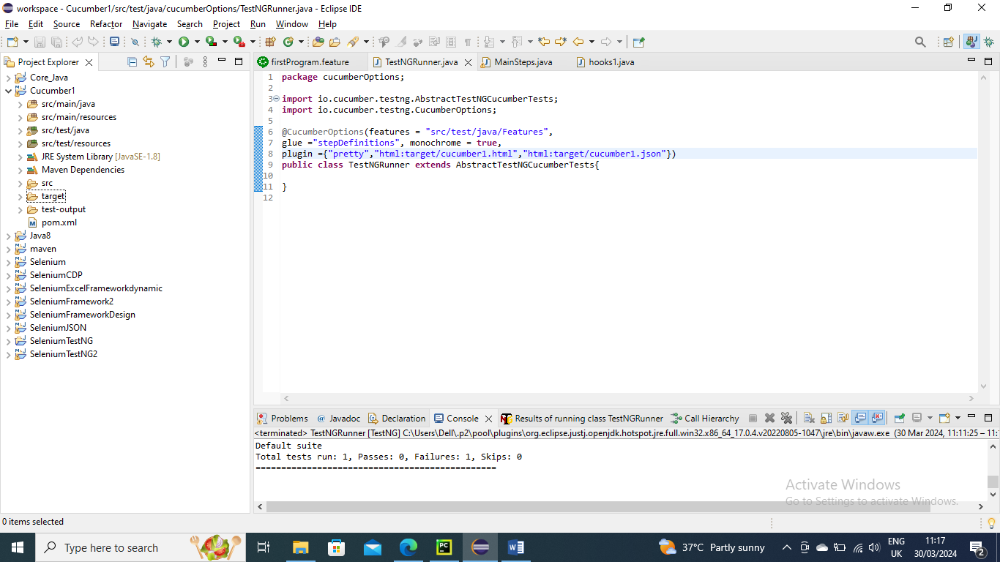 workspace - Cucumber1/src/test/java/cucumberOptions/TestNGRunner.java - Eclipse IDE
File Edit Source Refactor Navigate Search Project Run Window Help
Project Explorer
Core_Java
Cucumber1
src/main/java
src/main/resources
src/test/java
src/test/resources
JRE System Library [JavaSE-1.8]
Maven Dependencies
src
target
test-output
pom.xml
Java8
maven
Selenium
SeleniumCDP
SeleniumExcelFrameworkdynamic
SeleniumFramework2
SeleniumFrameworkDesign
SeleniumJSON
SeleniumTestNG
SeleniumTestNG2
firstProgram.feature TestNGRunner.java MainSteps.java hooks1.java
1 package cucumberOptions;
2
3 import io.cucumber.testng.AbstractTestNGCucumberTests;
4 import io.cucumber.testng.CucumberOptions;
5
6 @CucumberOptions(features = "src/test/java/Features",
7 glue ="stepDefinitions", monochrome = true,
8 plugin ={"pretty","html:target/cucumber1.html","html:target/cucumber1.json"})
9 public class TestNGRunner extends AbstractTestNGCucumberTests{
10
11 }
12
Problems @ Javadoc Declaration Console Results of running class TestNGRunner Call Hierarchy
<terminated> TestNGRunner [TestNG] C:\Users\Dell\.p2\pool\plugins\org.eclipse.justj.openjdk.hotspot.jre.full.win32.x86_64_17.0.4.v20220805-1047\jre\bin\javaw.exe (30 Mar 2024, 11:11:25 – 11:
Default suite
Total tests run: 1, Passes: 0, Failures: 1, Skips: 0
===============================================
Activate Windows
Go to Settings to activate Windows.
0 items selected
Type here to search
PC
W
37°C Partly sunny
ENG
UK
11:17
30/03/2024
2